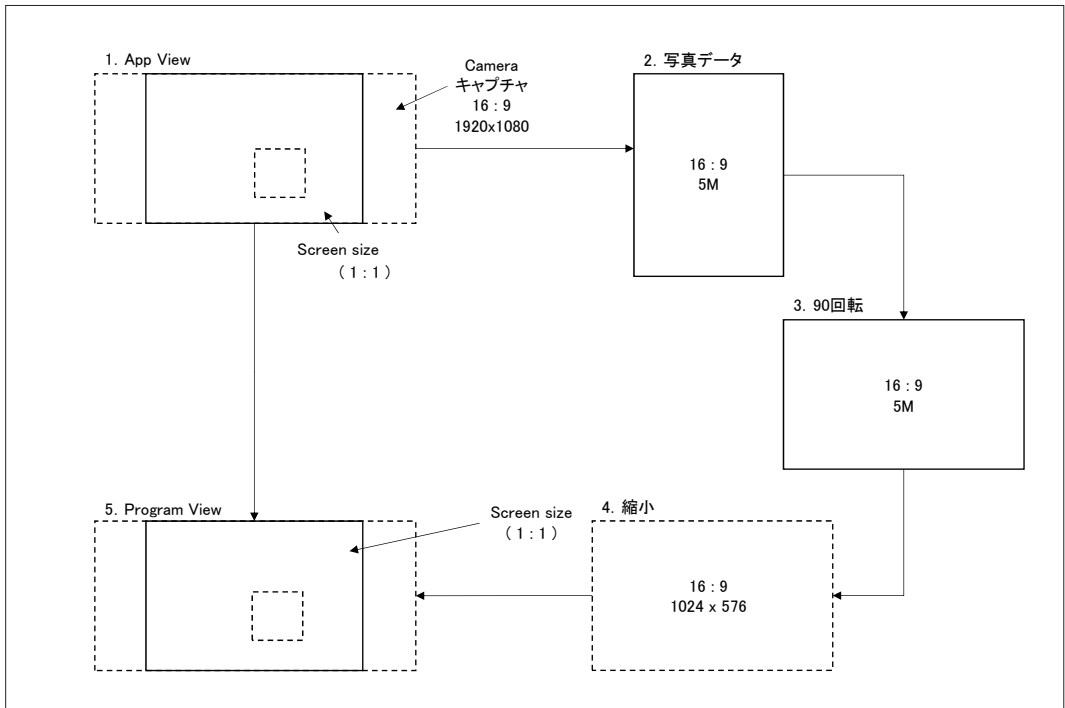 1. App View
Camera
キャプチャ
16 : 9
1920x1080
2. 写真データ
16 : 9
5M
Screen size
( 1 : 1 )
3. 90回転
16 : 9
5M
5. Program View
Screen size
( 1 : 1 )
4. 縮小
16 : 9
1024 x 576